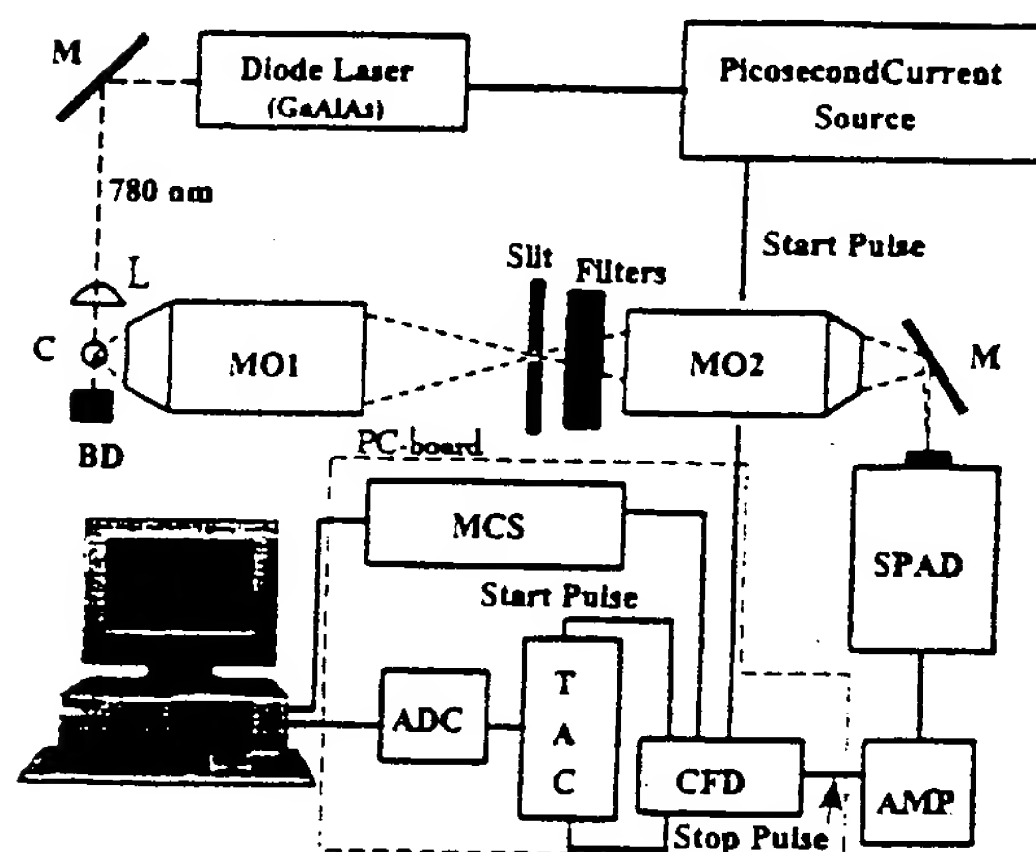 M
Diode Laser
(GaAlAs)
PicosecondCurrent
Source
780 nm
Start Pulse
L
Slit
Filters
C
MO1
MO2
M
BD
PC-board
MCS
SPAD
Start Pulse
T
A
C
ADC
CFD
AMP
Stop Pulse